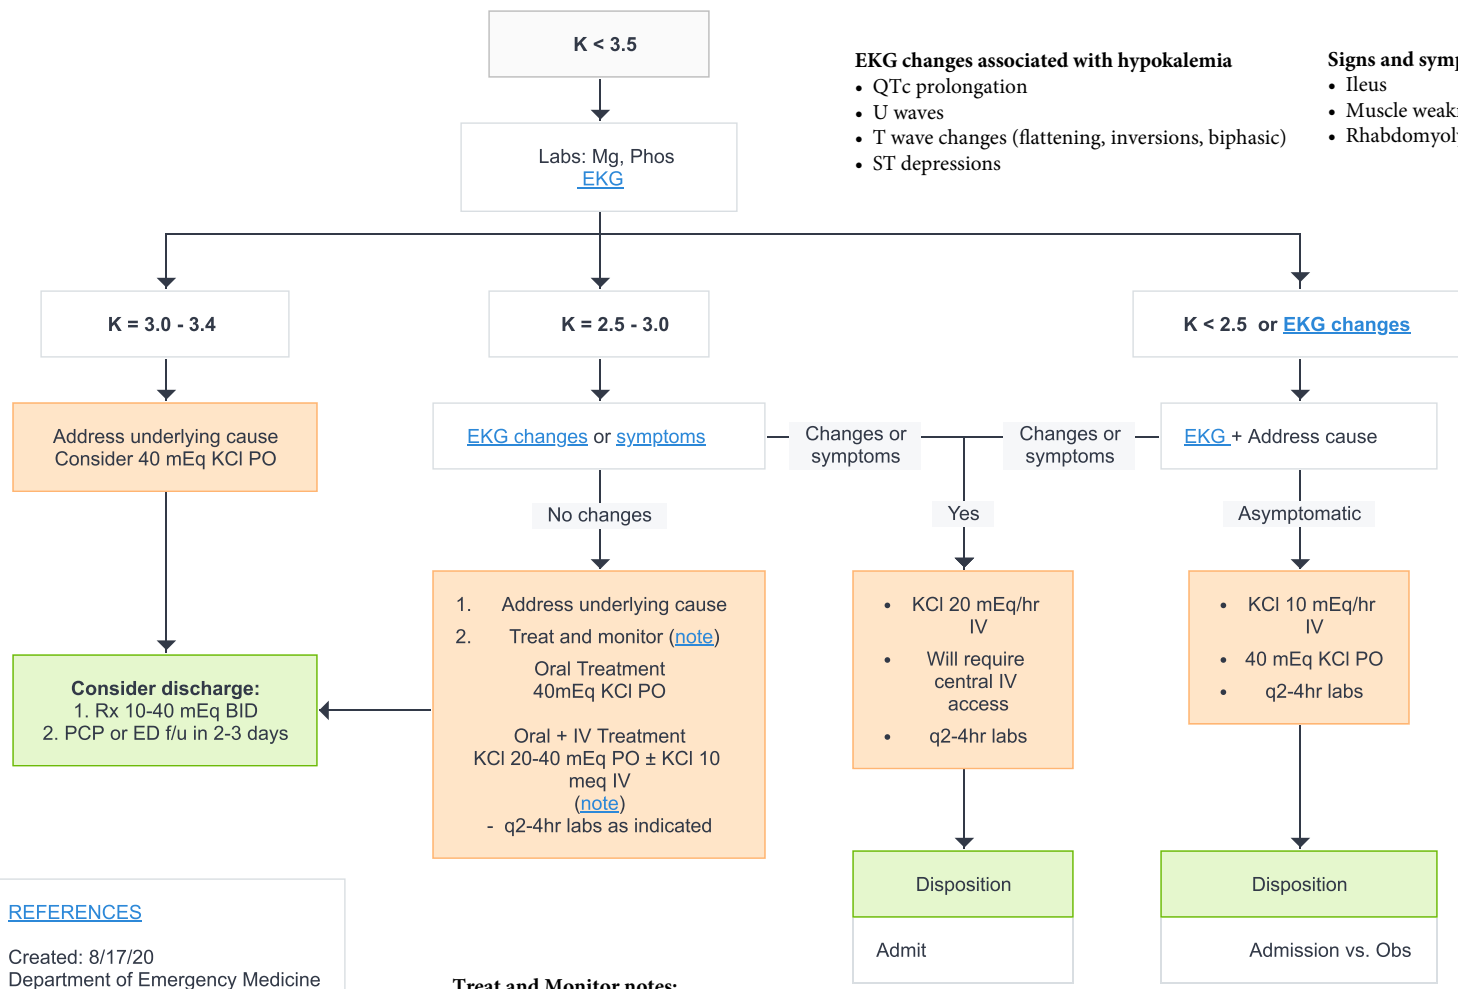 K < 3.5
EKG changes associated with hypokalemia
• QTc prolongation
• U waves
• T wave changes (flattening, inversions, biphasic)
• ST depressions
Signs and
• Ileus
• Muscle
Labs: Mg, Phos
EKG
K = 3.0 - 3.4
K = 2.5 - 3.0
K < 2.5 or EKG changes
Address underlying cause
Consider 40 mEq KCl PO
EKG changes or symptoms
Changes or
symptoms
Changes or
symptoms
EKG + Address cause
No changes
Yes
Asymptomatic
1. Address underlying cause
2. Treat and monitor (note)
Oral Treatment
40mEq KCl PO
Oral + IV Treatment
KCl 20-40 mEq PO ± KCl 10
meq IV
(note)
- q2-4hr labs as indicated
• KCl 20 mEq/hr
IV
• Will require
central IV
access
• q2-4hr labs
• KCl 10 mEq/hr
IV
• 40 mEq KCl PO
• q2-4hr labs
Consider discharge:
1. Rx 10-40 mEq BID
2. PCP or ED f/u in 2-3 days
Disposition
Admit
Disposition
Admission vs. Obs
REFERENCES
Created: 8/17/20
Department of Emergency Medicine
Treat and Monitor notes: